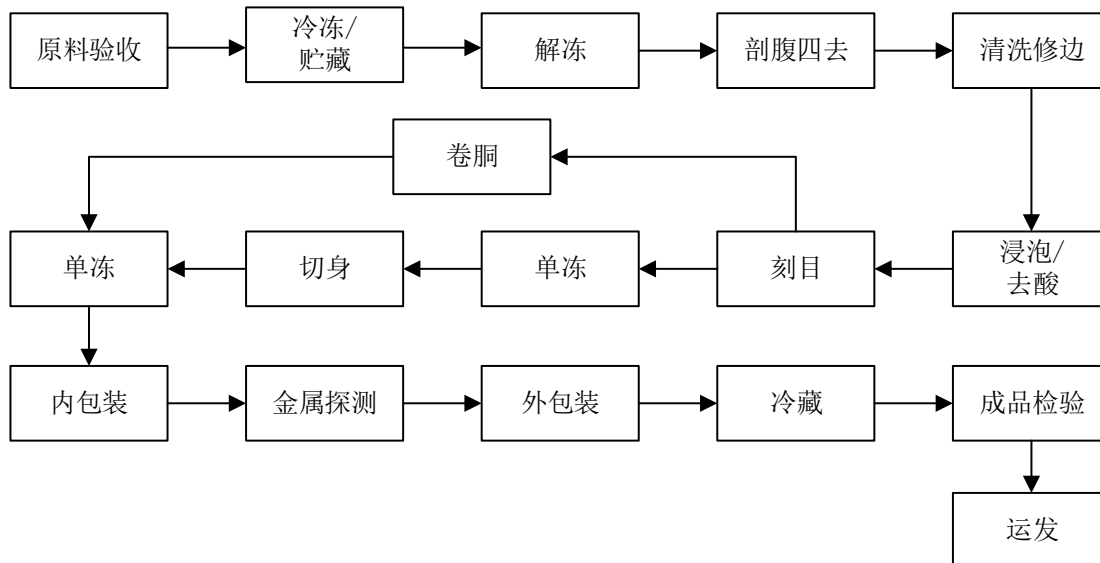 原料验收
冷冻/
贮藏
解冻
剖腹四去
清洗修边
卷胴
单冻
切身
单冻
刻目
浸泡/
去酸
内包装
金属探测
外包装
冷藏
成品检验
运发